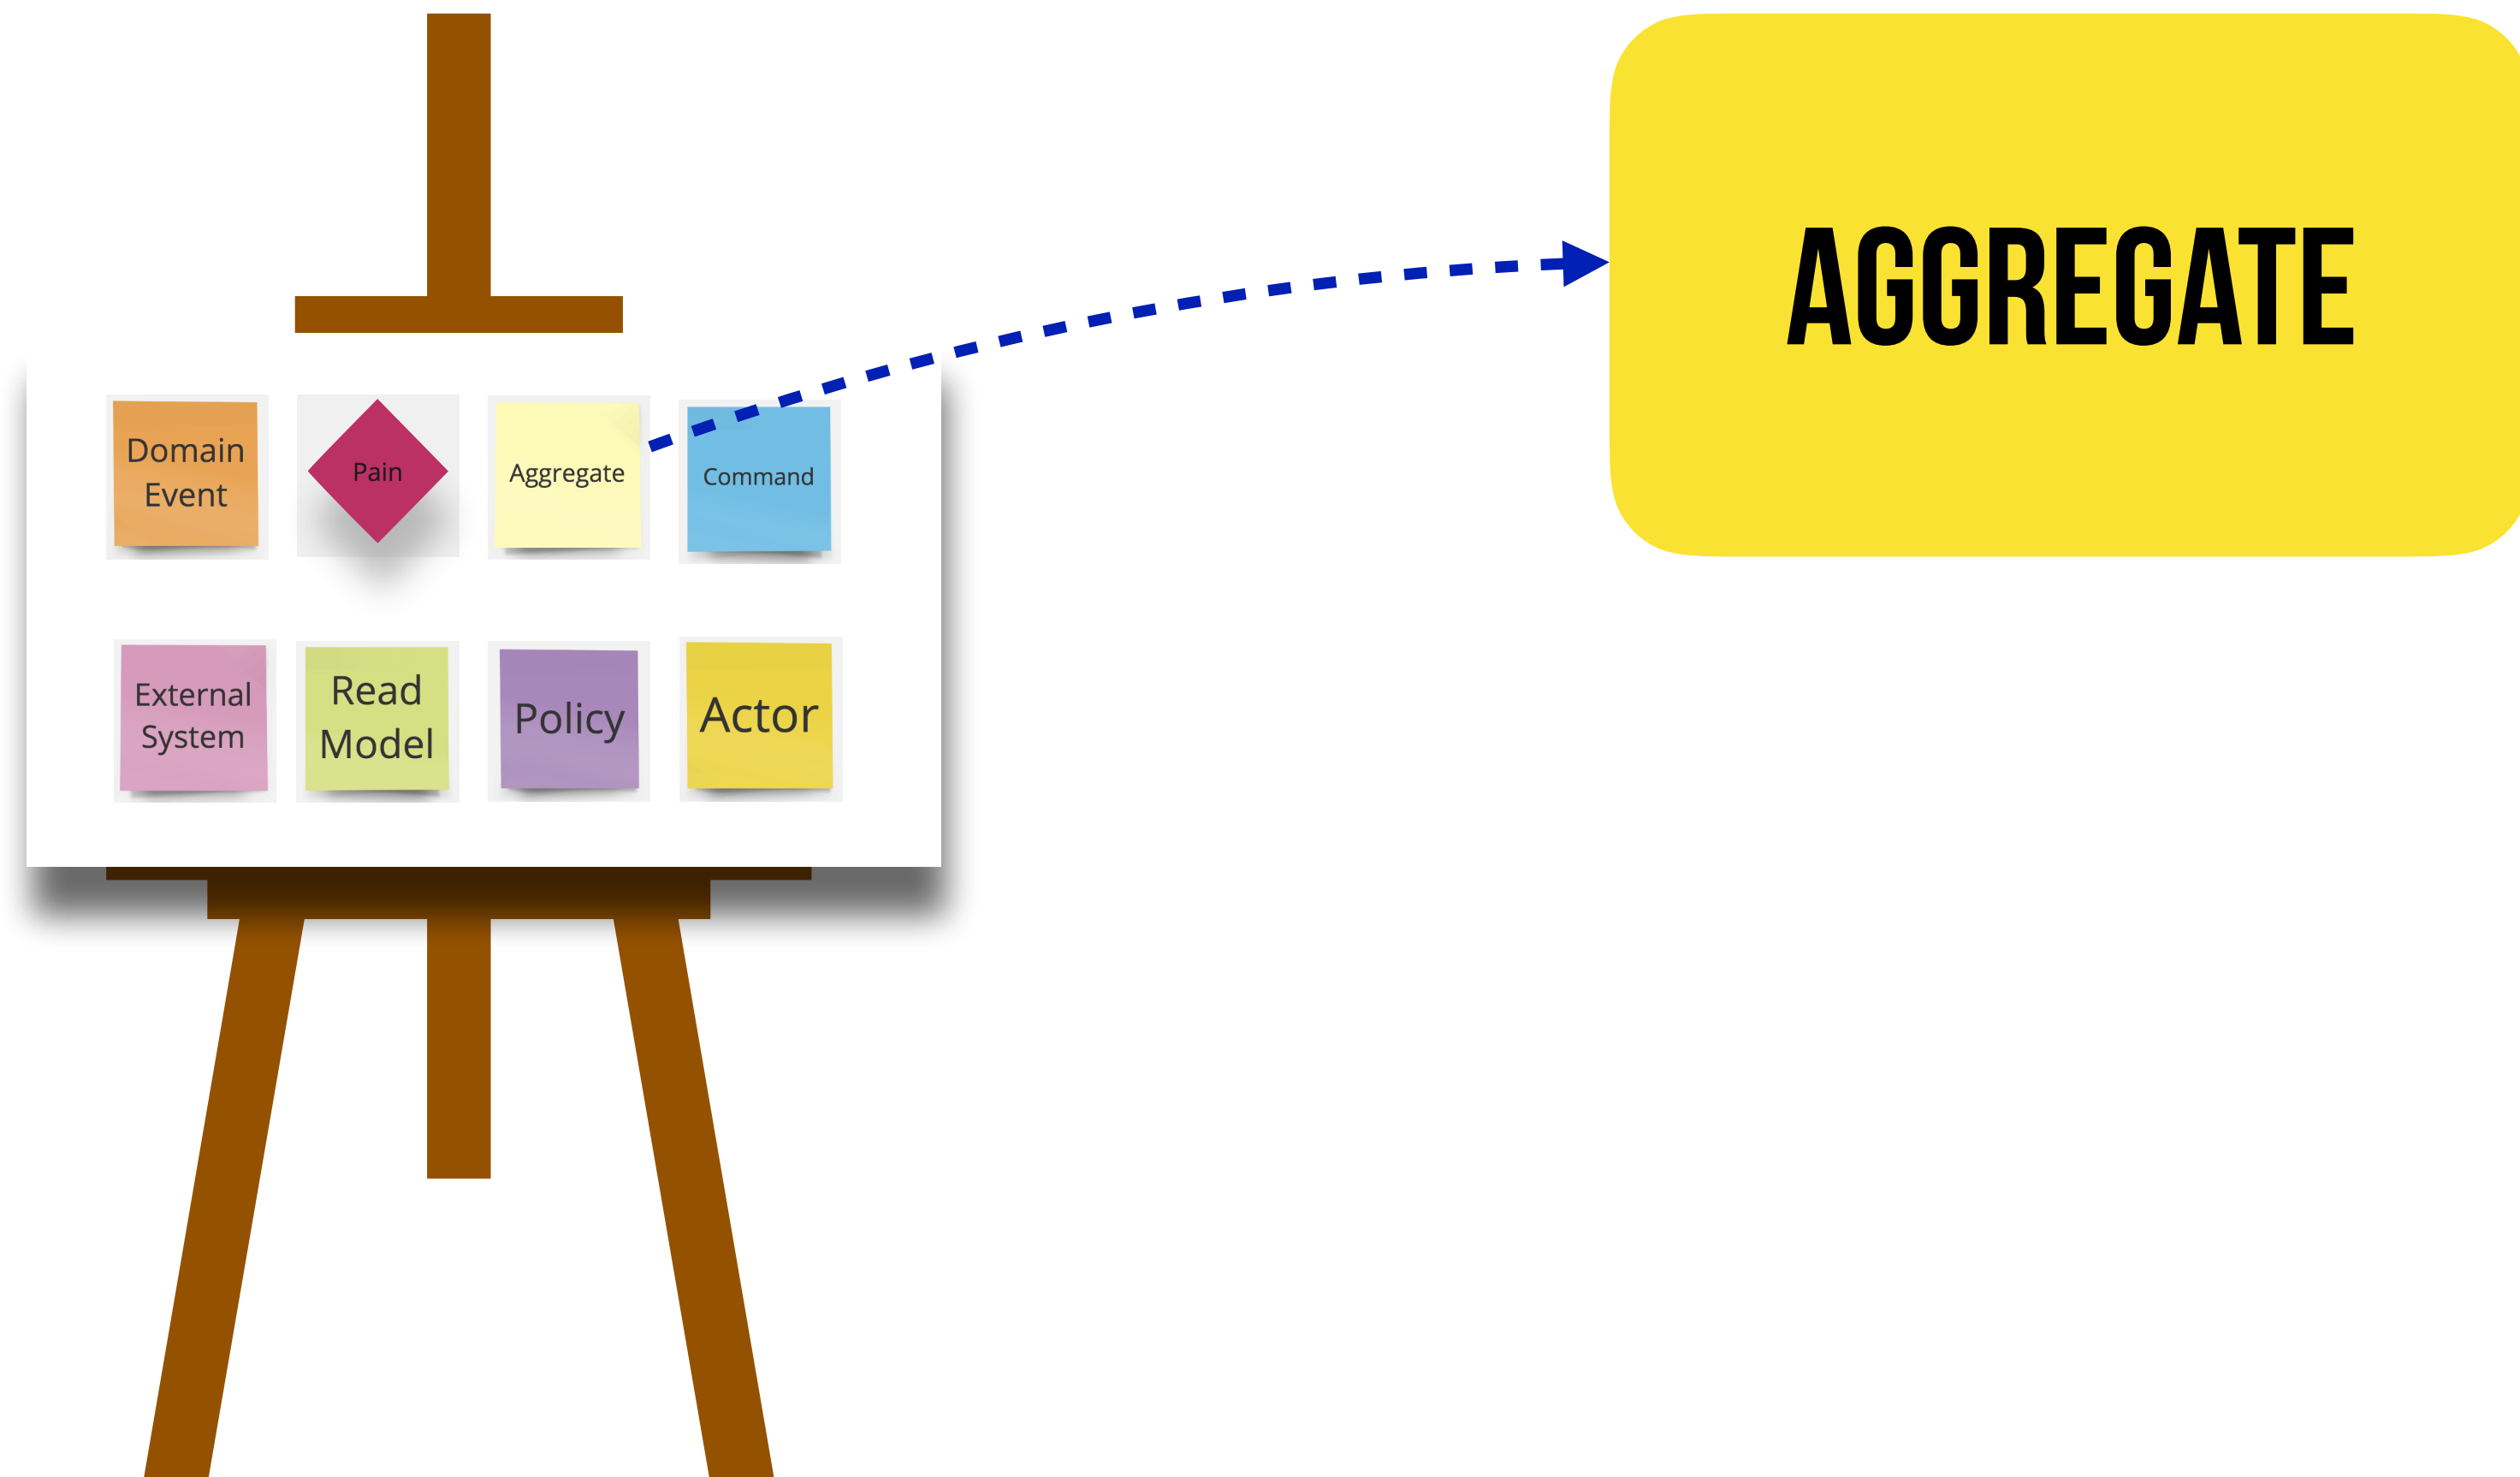 AGGREGATE
Domain
Event
Pain
Aggregate
Command
External
System
Read
Model
Policy
Actor